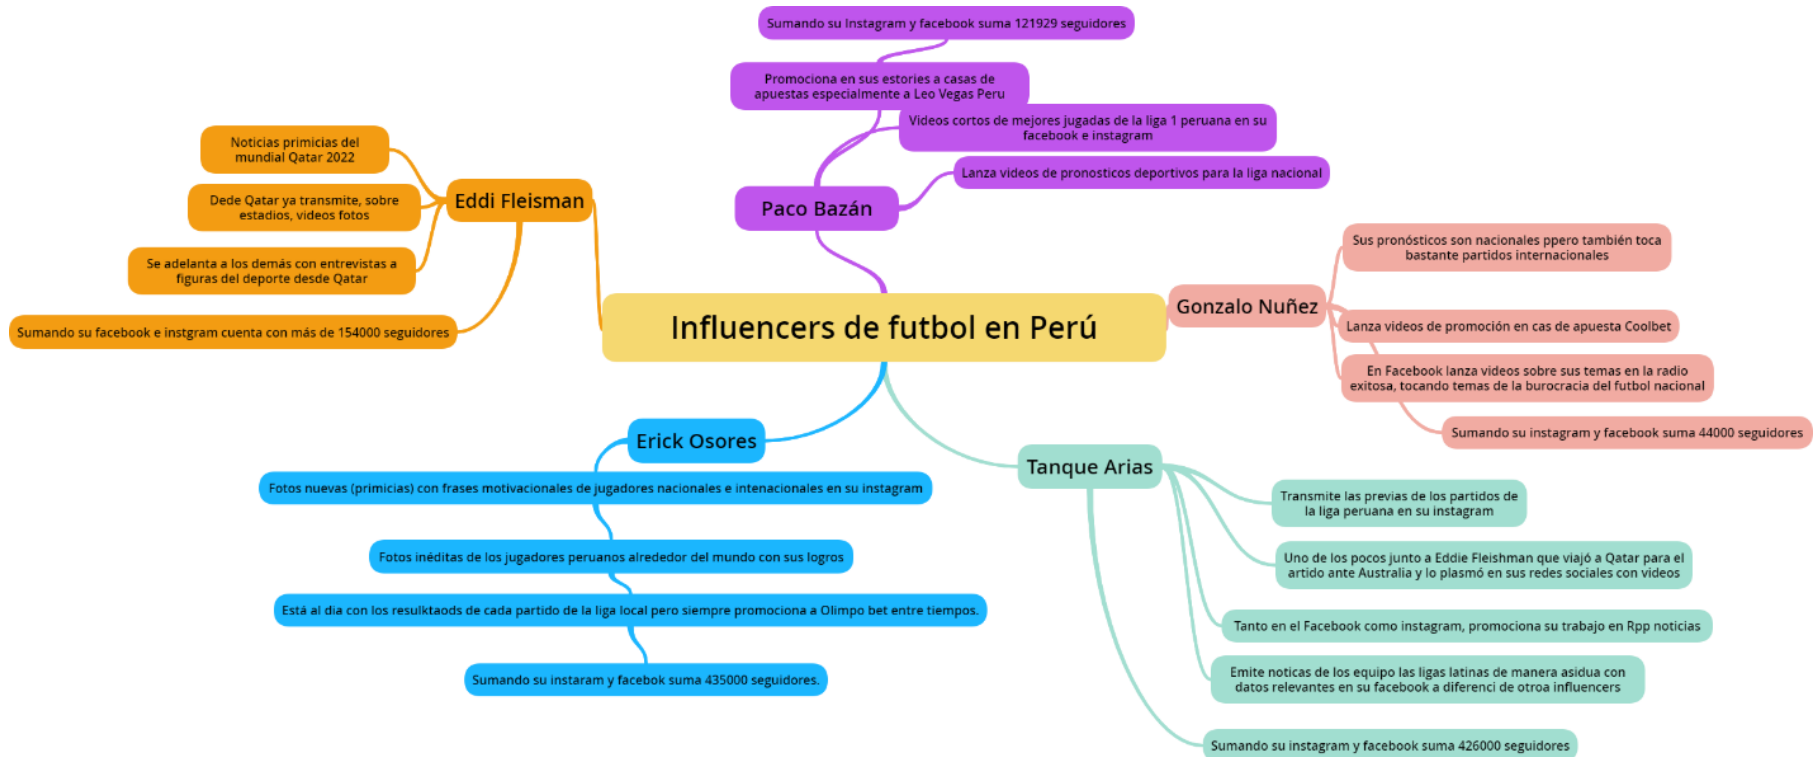 Influencers de futbol en Perú
Paco Bazán
Sumando su Instagram y facebook suma 121929 seguidores
Promociona en sus estories a casas de
apuestas especialmente a Leo Vegas Peru
Videos cortos de mejores jugadas de la liga 1 peruana en su
facebook e instagram
Lanza videos de pronosticos deportivos para la liga nacional
Eddi Fleisman
Noticias primicias del
mundial Qatar 2022
Dede Qatar ya transmite, sobre
estadios, videos fotos
Se adelanta a los demás con entrevistas a
figuras del deporte desde Qatar
Sumando su facebook e instgram cuenta con más de 154000 seguidores
Gonzalo Nuñez
Sus pronósticos son nacionales ppero también toca
bastante partidos internacionales
Lanza videos de promoción en cas de apuesta Coolbet
En Facebook lanza videos sobre sus temas en la radio
exitosa, tocando temas de la burocracia del futbol nacional
Sumando su instagram y facebook suma 44000 seguidores
Erick Osores
Fotos nuevas (primicias) con frases motivacionales de jugadores nacionales e intenacionales en su instagram
Fotos inéditas de los jugadores peruanos alrededor del mundo con sus logros
Está al dia con los resulktaods de cada partido de la liga local pero siempre promociona a Olimpo bet entre tiempos.
Sumando su instaram y facebok suma 435000 seguidores.
Tanque Arias
Transmite las previas de los partidos de
la liga peruana en su instagram
Uno de los pocos junto a Eddie Fleishman que viajó a Qatar para el
artido ante Australia y lo plasmó en sus redes sociales con videos
Tanto en el Facebook como instagram, promociona su trabajo en Rpp noticias
Emite noticas de los equipo las ligas latinas de manera asidua con
datos relevantes en su facebook a diferenci de otroa influencers
Sumando su instagram y facebook suma 426000 seguidores